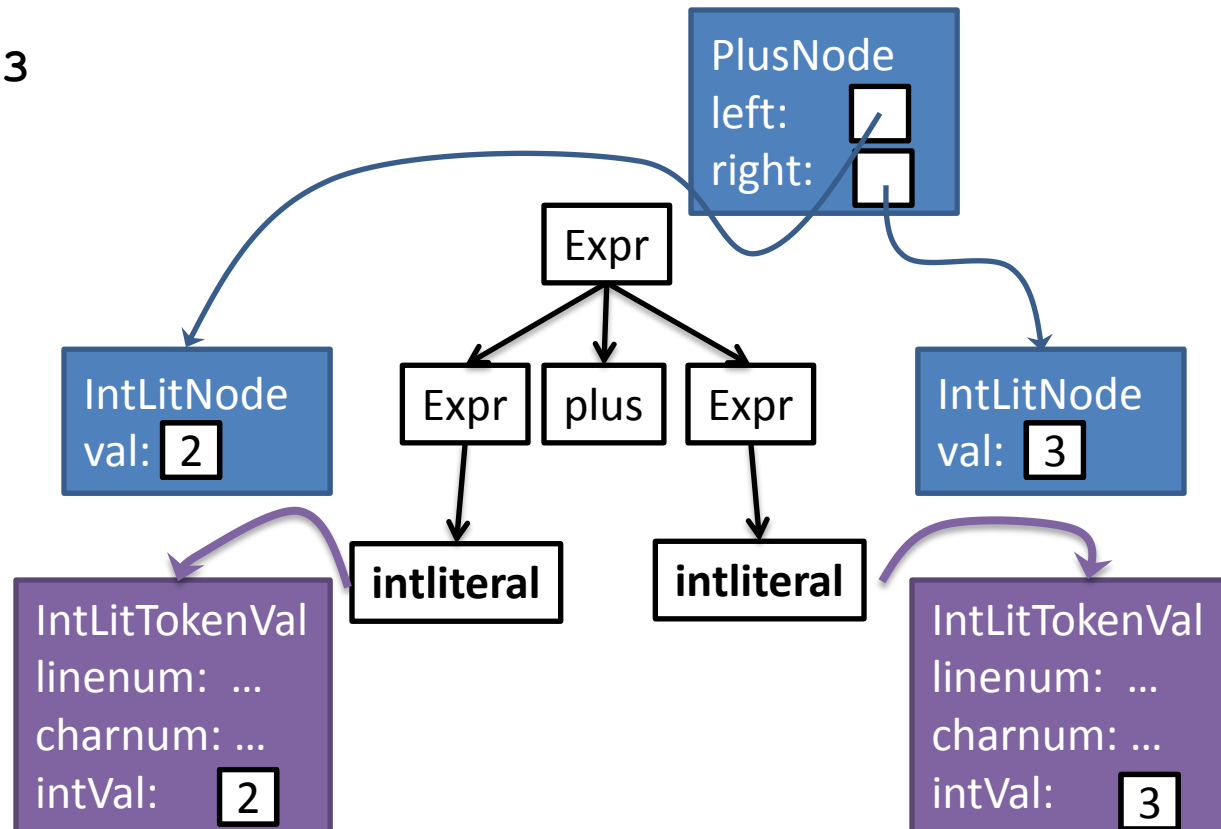 3
PlusNode
left:
right:
Expr
IntLitNode
val: 2
Expr
plus
Expr
IntLitNode
val: 3
intliteral
intliteral
IntLitTokenVal
linenum: ...
charnum: ...
intVal: 2
IntLitTokenVal
linenum: ...
charnum: ...
intVal: 3